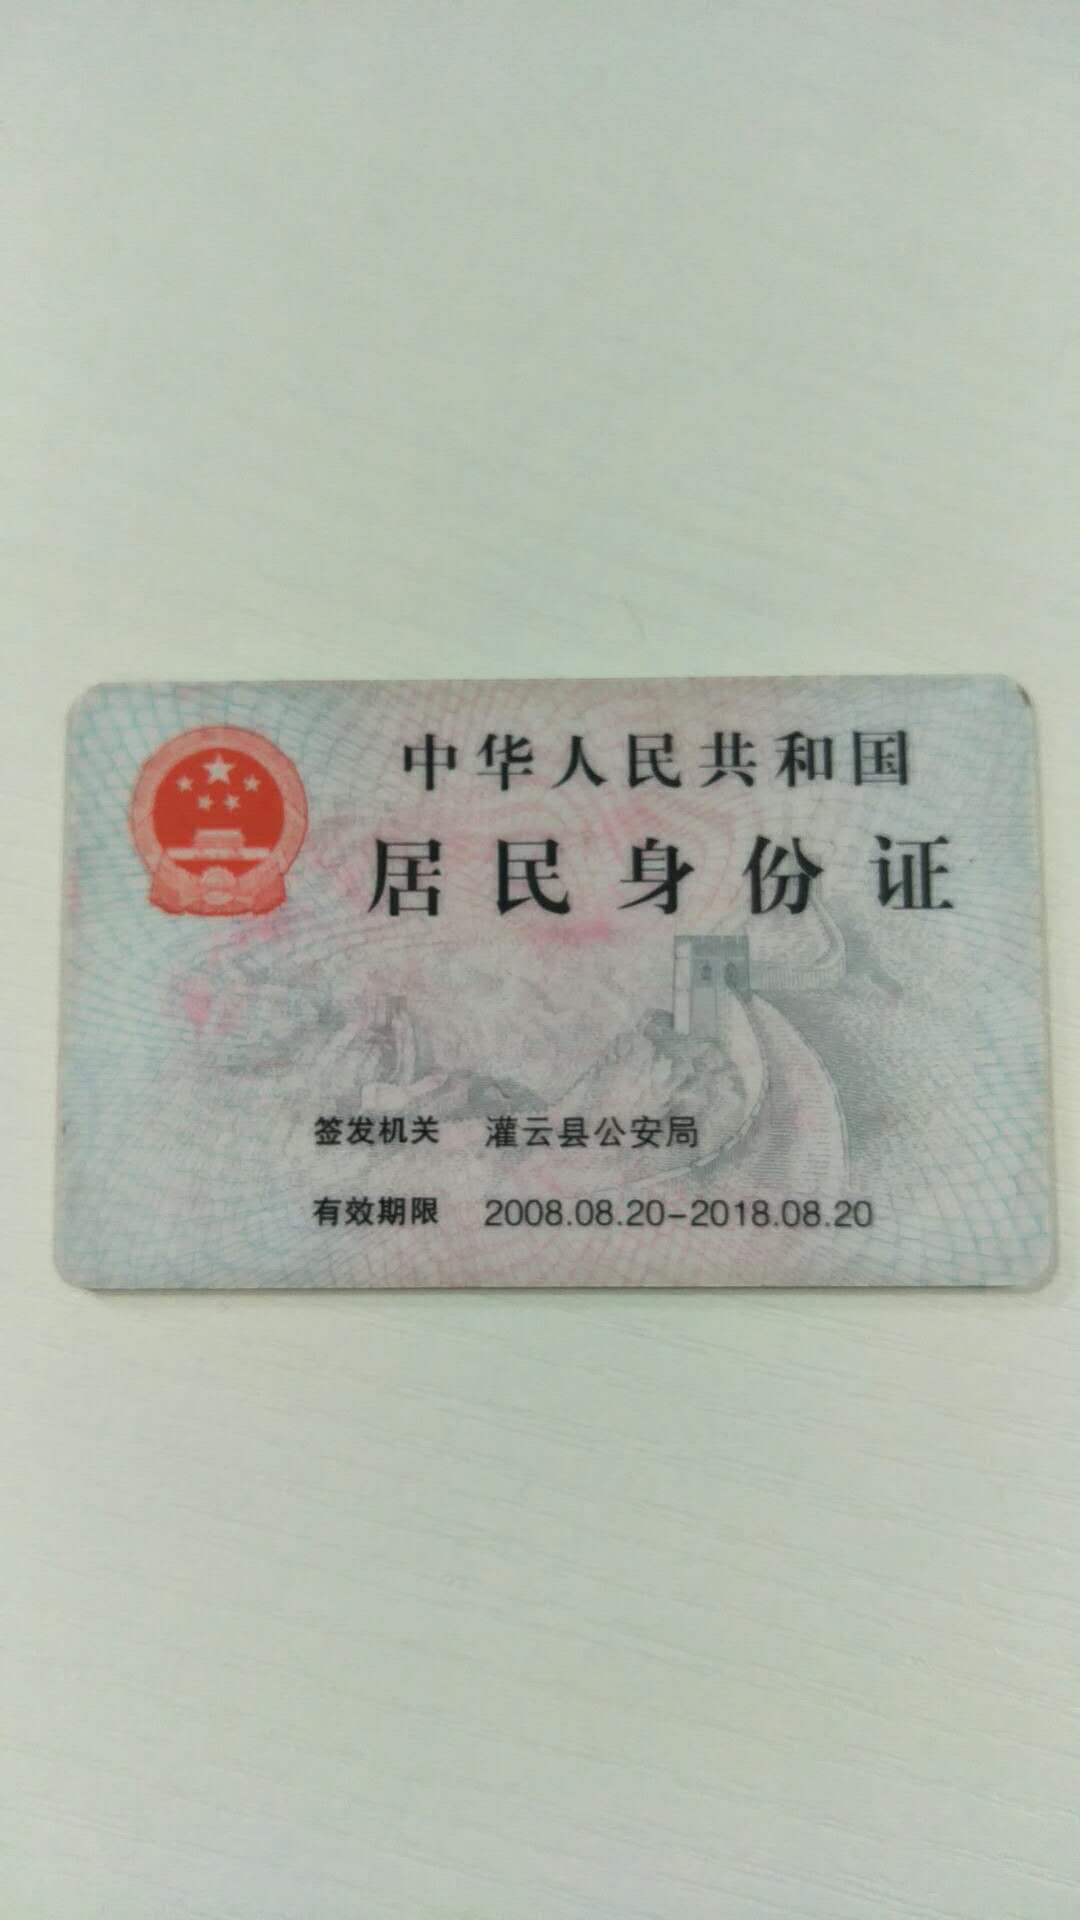 中华人民共和国
居民身份证
签发机关 灌云县公安局
有效期限 2008.08.20-2018.08.20